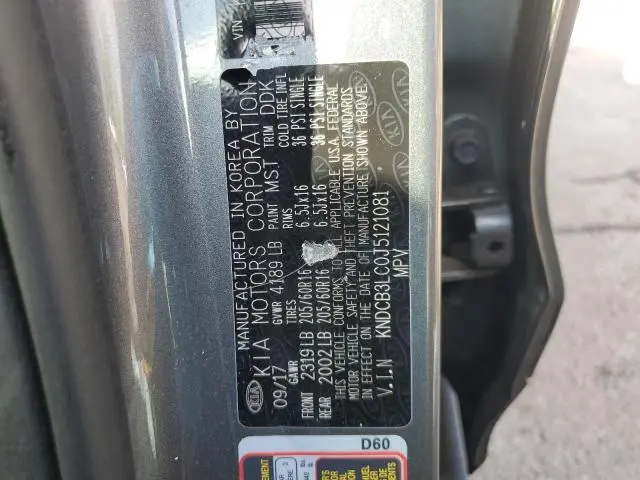 VIN
MANUFACTURED IN KOREA BY
KIA KIA MOTORS CORPORATION
09/17 GVWR 4189 LB PAINT MST TRIM DDK
GAWR RIMS COLD TIRE INFL
FRONT 2319 LB 205/60R16 6.5Jx16 36 PSI SINGLE
REAR 2002 LB 205/60R16 6.5Jx16 36 PSI SINGLE
THIS VEHICLE CONFORMS TO ALL APPLICABLE U.S.A. FEDERAL
MOTOR VEHICLE SAFETY AND THEFT PREVENTION STANDARDS
IN EFFECT ON THE DATE OF MANUFACTURE SHOWN ABOVE.
V.I.N KNDCB3LC0J5121081
MPV
D60